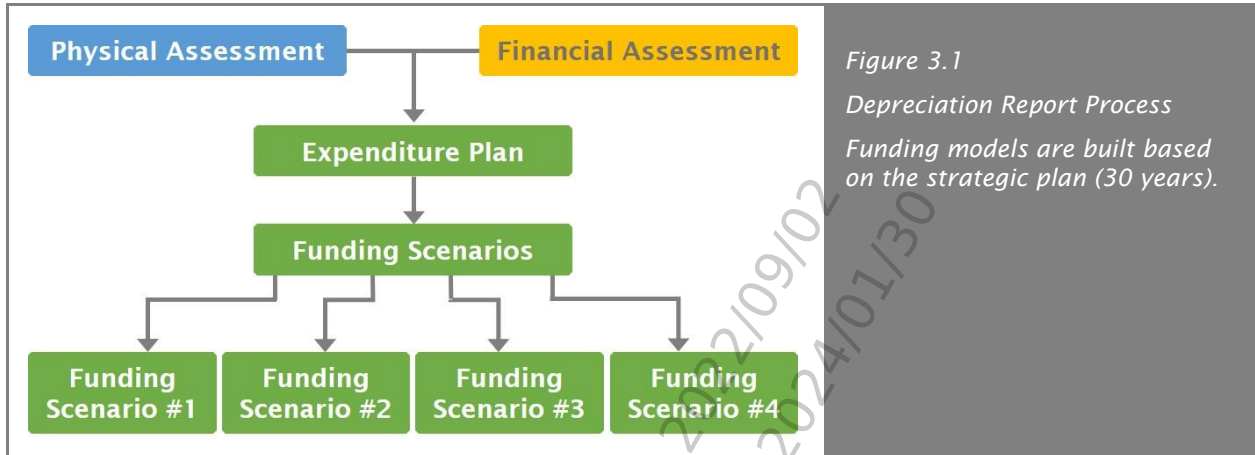 Physical Assessment
Financial Assessment
Expenditure Plan
Funding Scenarios
Funding
Scenario #1
Funding
Scenario #2
Funding
Scenario #3
Funding
Scenario #4
Figure 3.1
Depreciation Report Process
Funding models are built based
on the strategic plan (30 years).
2022/09/02
2024/01/30